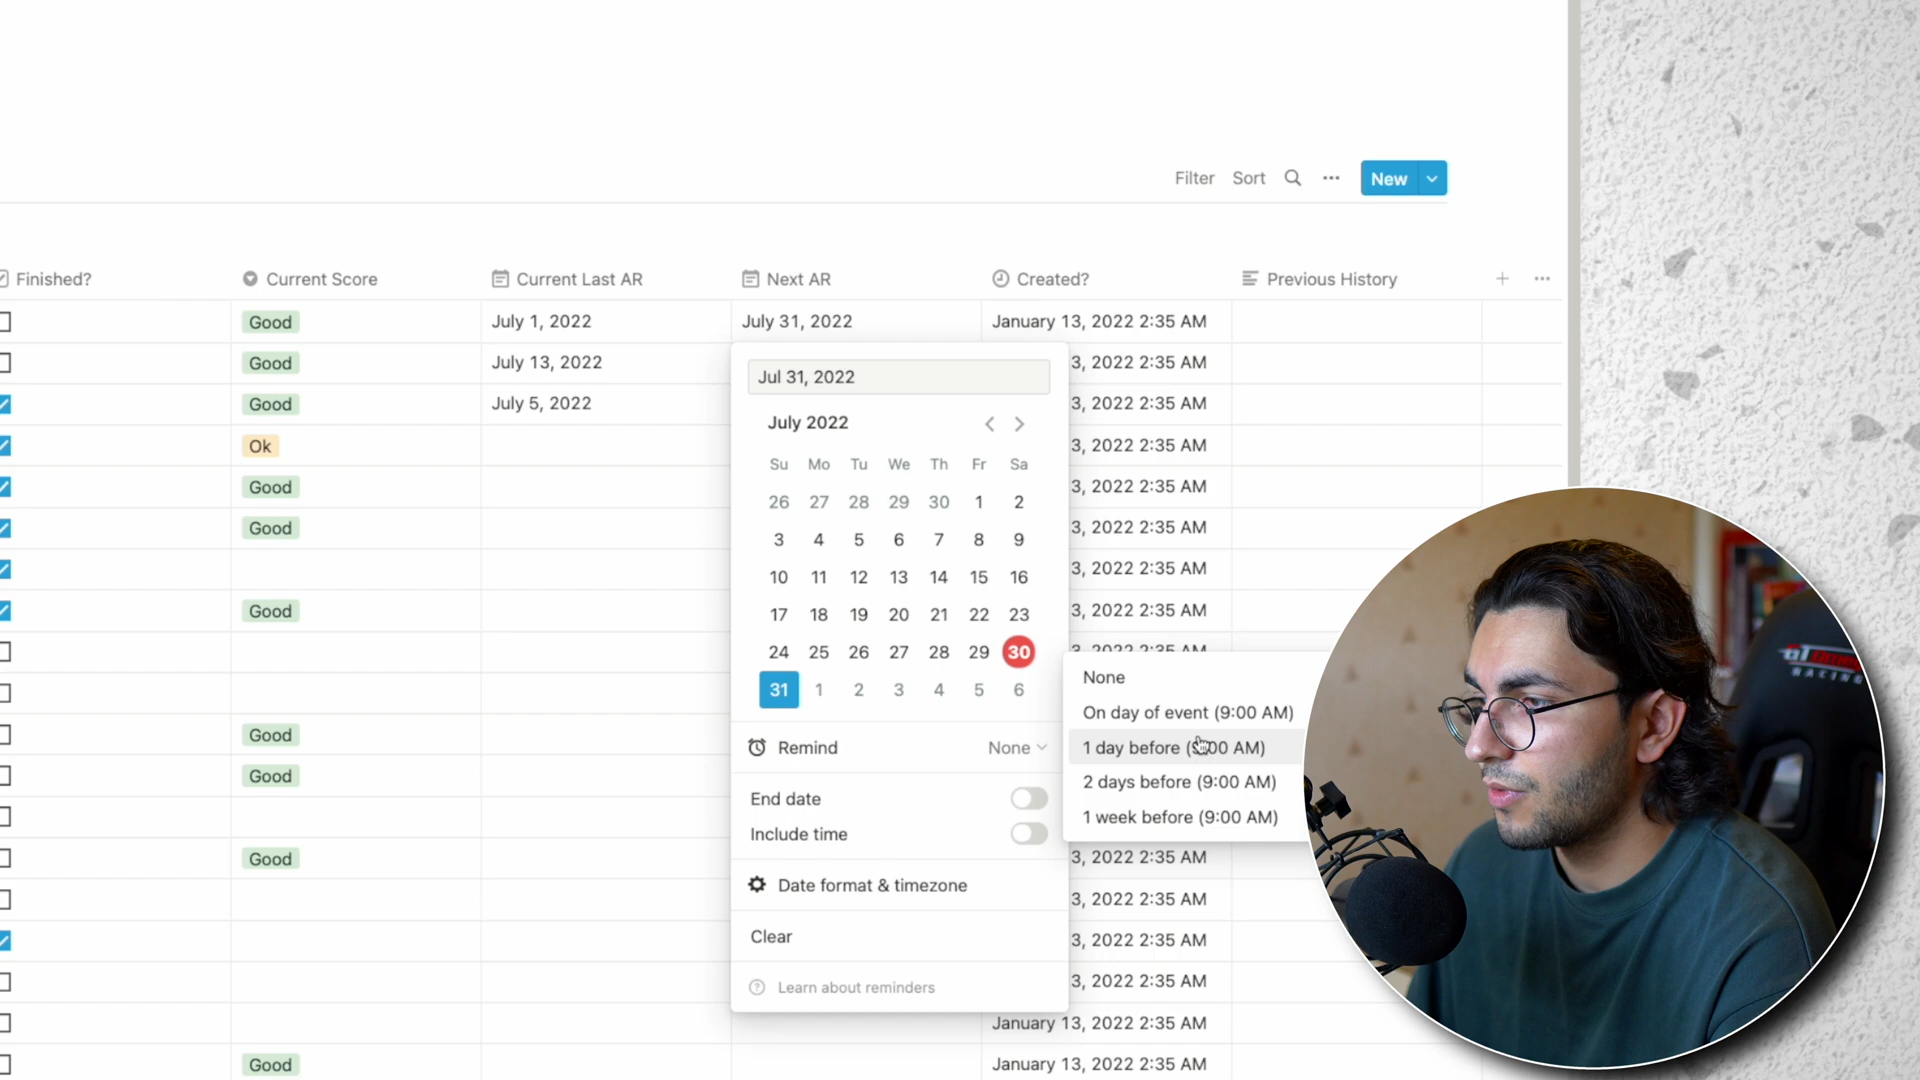 Filter Sort New
Finished? Current Score Current Last AR Next AR Created? Previous History
Good July 1, 2022 July 31, 2022 January 13, 2022 2:35 AM
Good July 13, 2022 3, 2022 2:35 AM
Good July 5, 2022 3, 2022 2:35 AM
Ok 3, 2022 2:35 AM
Good 3, 2022 2:35 AM
Good 3, 2022 2:35 AM
3, 2022 2:35 AM
Good 3, 2022 2:35 AM
3, 2022 2:35 AM
Good
Good
Good 3, 2022 2:35 AM
3, 2022 2:35 AM
3, 2022 2:35 AM
3, 2022 2:35 AM
January 13, 2022 2:35 AM
Good January 13, 2022 2:35 AM
Jul 31, 2022
July 2022
Su Mo Tu We Th Fr Sa
26 27 28 29 30 1 2
3 4 5 6 7 8 9
10 11 12 13 14 15 16
17 18 19 20 21 22 23
24 25 26 27 28 29 30
31 1 2 3 4 5 6
Remind None
End date
Include time
Date format & timezone
Clear
Learn about reminders
None
On day of event (9:00 AM)
1 day before 00 AM)
2 days before (9:00 AM)
1 week before (9:00 AM)
RACING